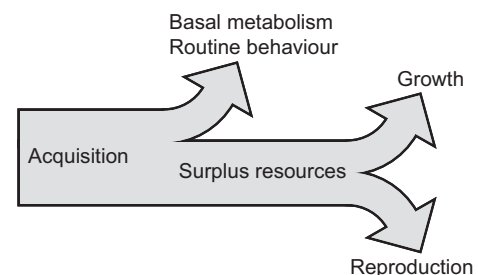 Basal metabolism
Routine behaviour
Growth
Acquisition
Surplus resources
Reproduction